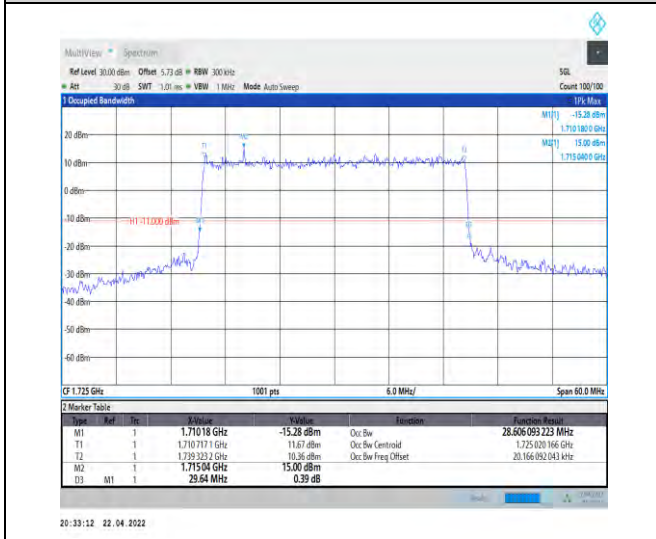 MultiView Spectrum
Ref Level 30.00 dBm Offset 5.73 dB RBW 300 kHz SGL
Att 30 dB SWT 1.01 ms VBW 1 MHz Mode Auto Sweep Count 100/100
1 Occupied Bandwidth 1Pk Max
M1[1] -15.28 dBm
1.710 180 0 GHz
M2[1] 15.00 dBm
1.715 040 0 GHz
20 dBm
T1
10 dBm
0 dBm
-10 dBm
H1 -11.000 dBm
-20 dBm
-30 dBm
-40 dBm
-50 dBm
-60 dBm
CF 1.725 GHz 1001 pts 6.0 MHz/ Span 60.0 MHz
2 Marker Table
Type Ref Trc X-Value Y-Value Function Function Result
M1 1 1.710 18 GHz -15.28 dBm Occ Bw 28.606 093 223 MHz
T1 1 1.710 717 1 GHz 11.67 dBm Occ Bw Centroid 1.725 020 166 GHz
T2 1 1.739 323 2 GHz 10.36 dBm Occ Bw Freq Offset 20.166 092 043 kHz
M2 1 1.715 04 GHz 15.00 dBm
D3 M1 1 29.64 MHz 0.39 dB
20:33:12 22.04.2022